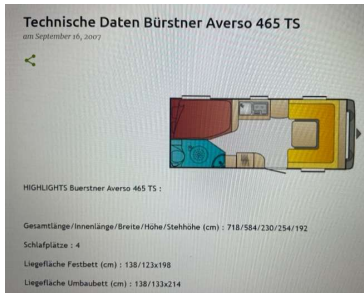 Technische Daten Bürstner Averso 465 TS
am September 16, 2007
HIGHLIGHTS Buerstner Averso 465 TS :
Gesamtlänge/Innenlänge/Breite/Höhe/Stehhöhe (cm) : 718/584/230/254/192
Schlafplätze : 4
Liegefläche Festbett (cm) : 138/123x198
Liegefläche Umbaubett (cm) : 138/133x214